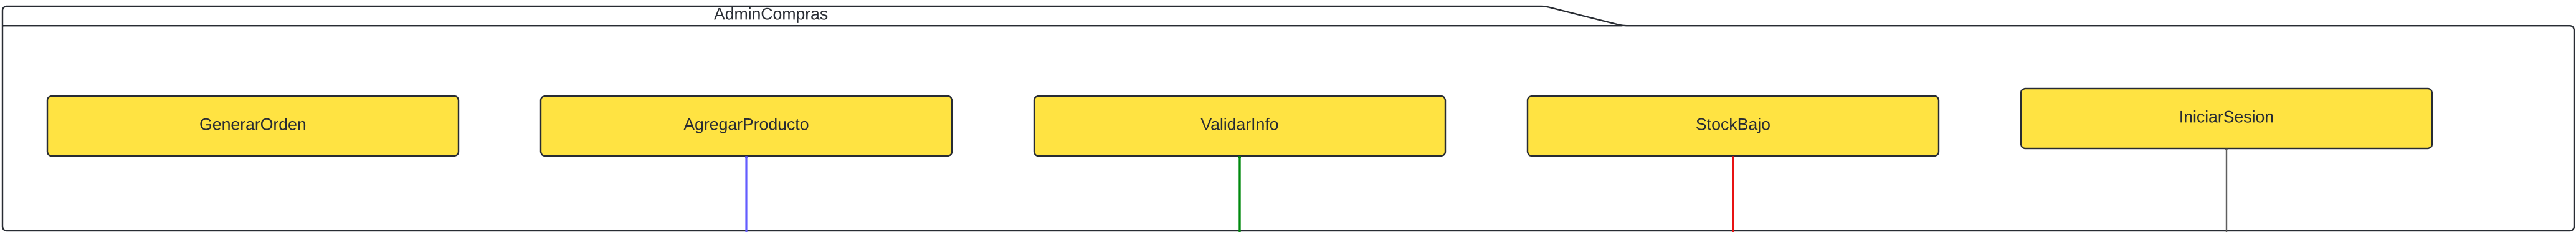 AdminCompras
GenerarOrden
AgregarProducto
ValidarInfo
StockBajo
IniciarSesion